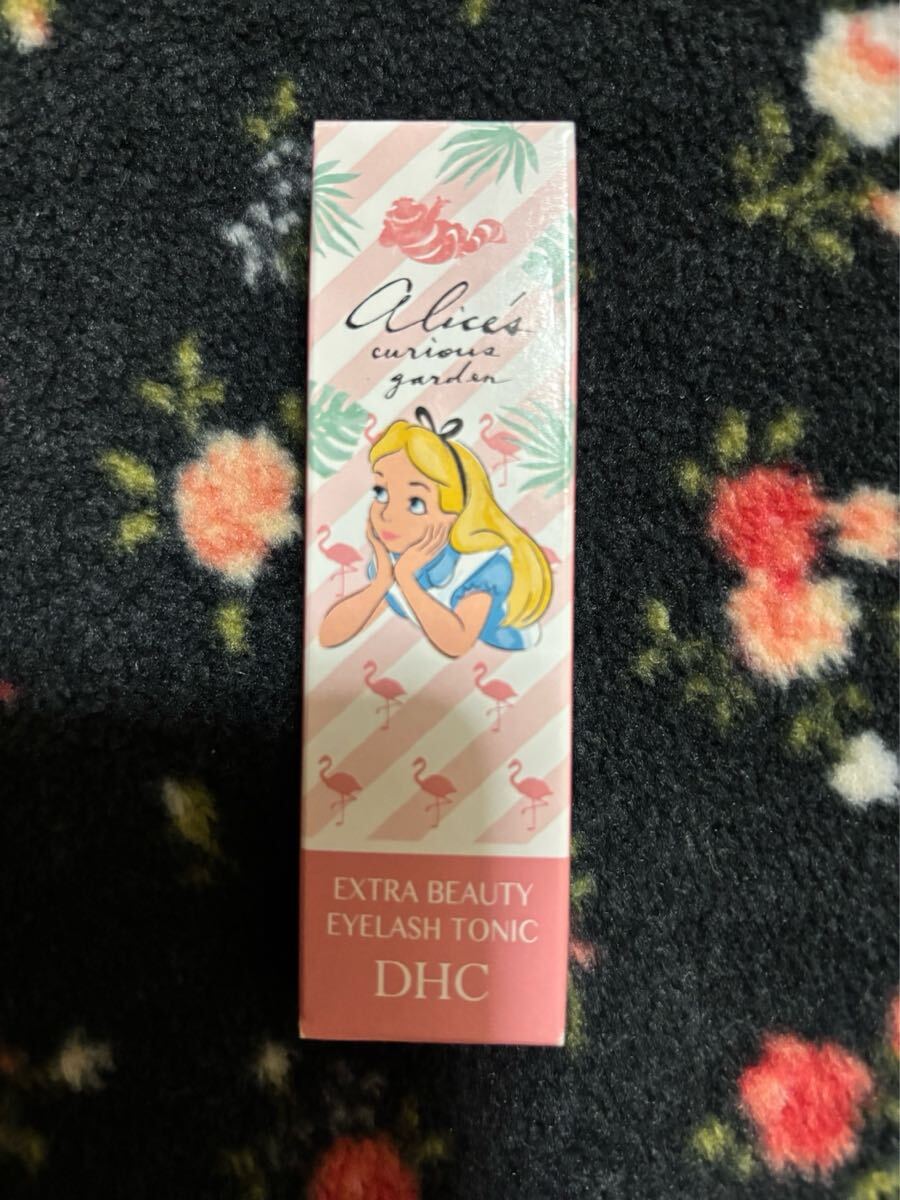 Alice's
curious
garden
EXTRA BEAUTY
EYELASH TONIC
DHC